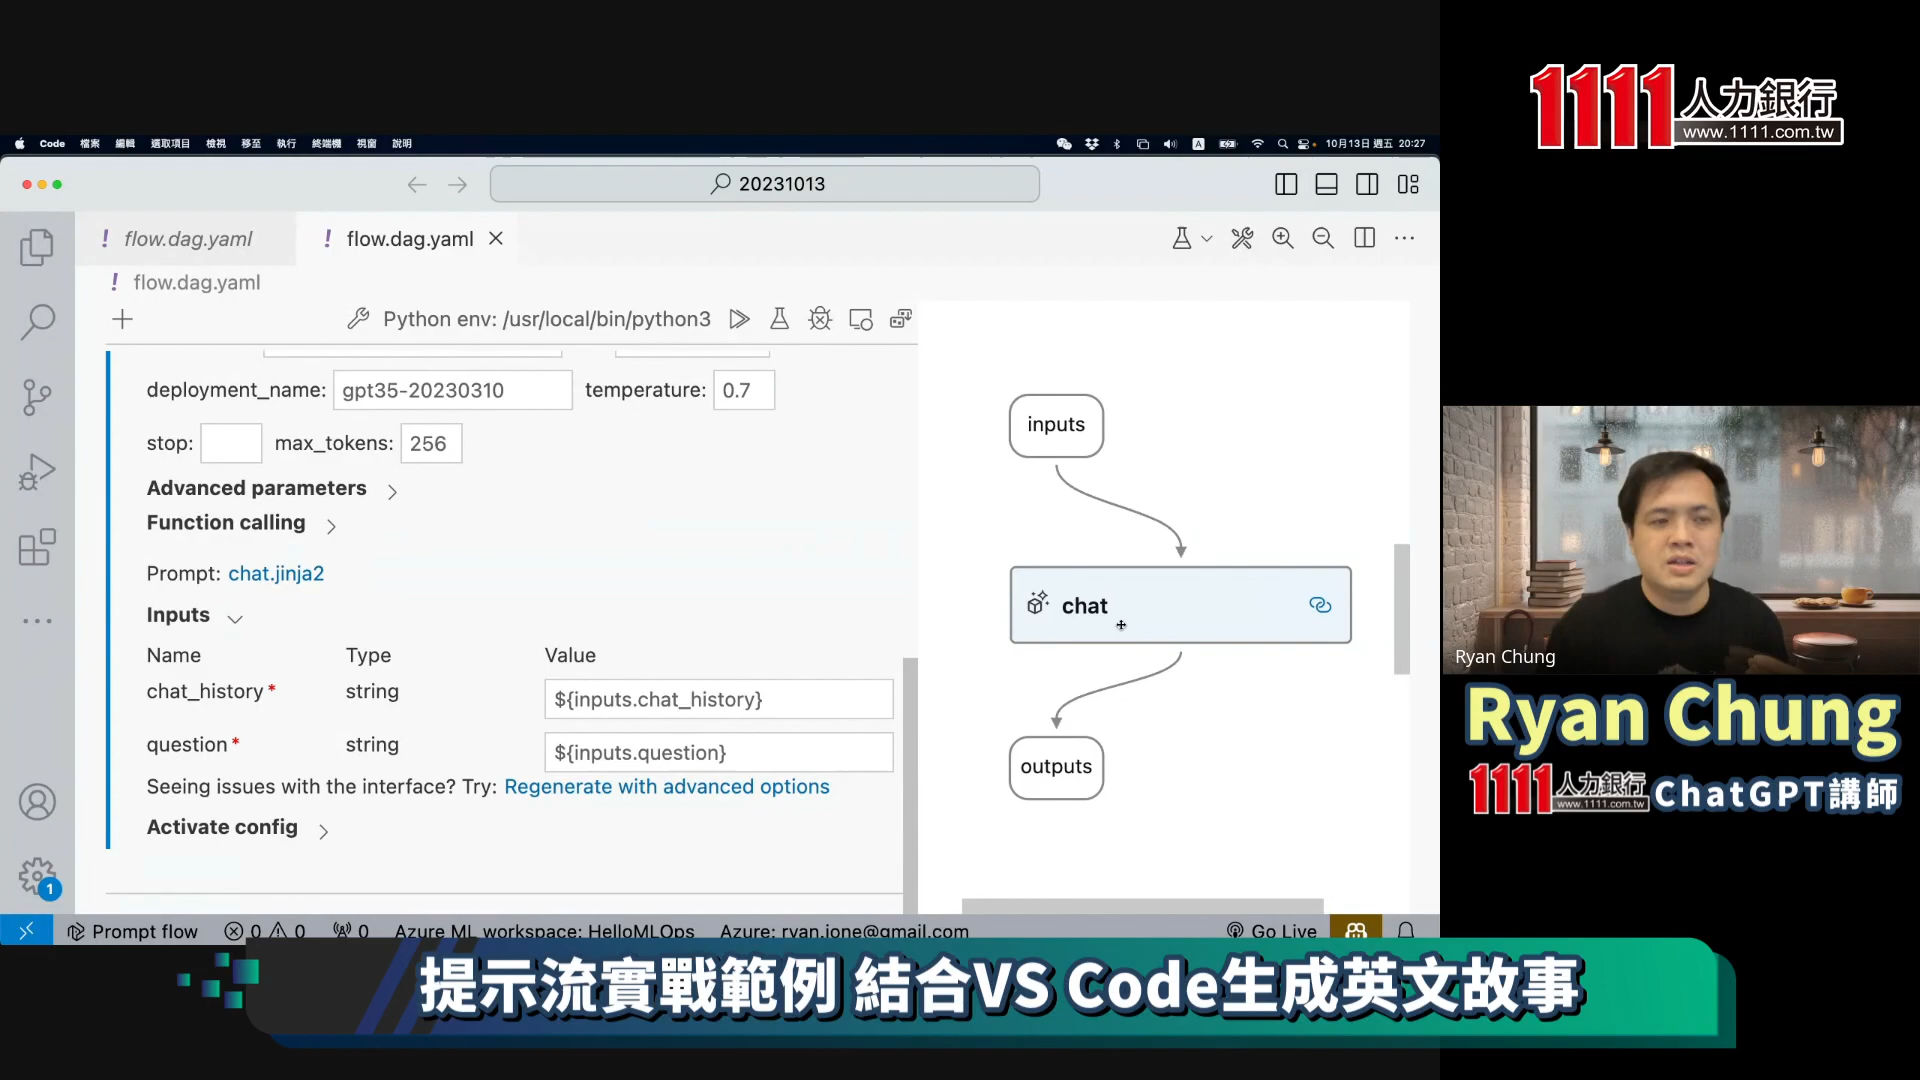 Code 檔案 編輯 選取項目 檢視 移至 執行 終端機 視窗 說明
A 10月13日 週五 20:27
20231013
! flow.dag.yaml
! flow.dag.yaml
! flow.dag.yaml
Python env: /usr/local/bin/python3
deployment_name: gpt35-20230310 temperature: 0.7
stop: max_tokens: 256
Advanced parameters
Function calling
Prompt: chat.jinja2
Inputs
Name Type Value
chat_history* string ${inputs.chat_history}
question* string ${inputs.question}
Seeing issues with the interface? Try: Regenerate with advanced options
Activate config
inputs
chat
outputs
1
Prompt flow 0 0 0 Azure ML workspace: HelloMLOps Azure: ryan.jone@gmail.com Go Live
1111人力銀行
www.1111.com.tw
Ryan Chung
Ryan Chung
1111人力銀行 www.1111.com.tw ChatGPT講師
提示流實戰範例 結合VS Code生成英文故事